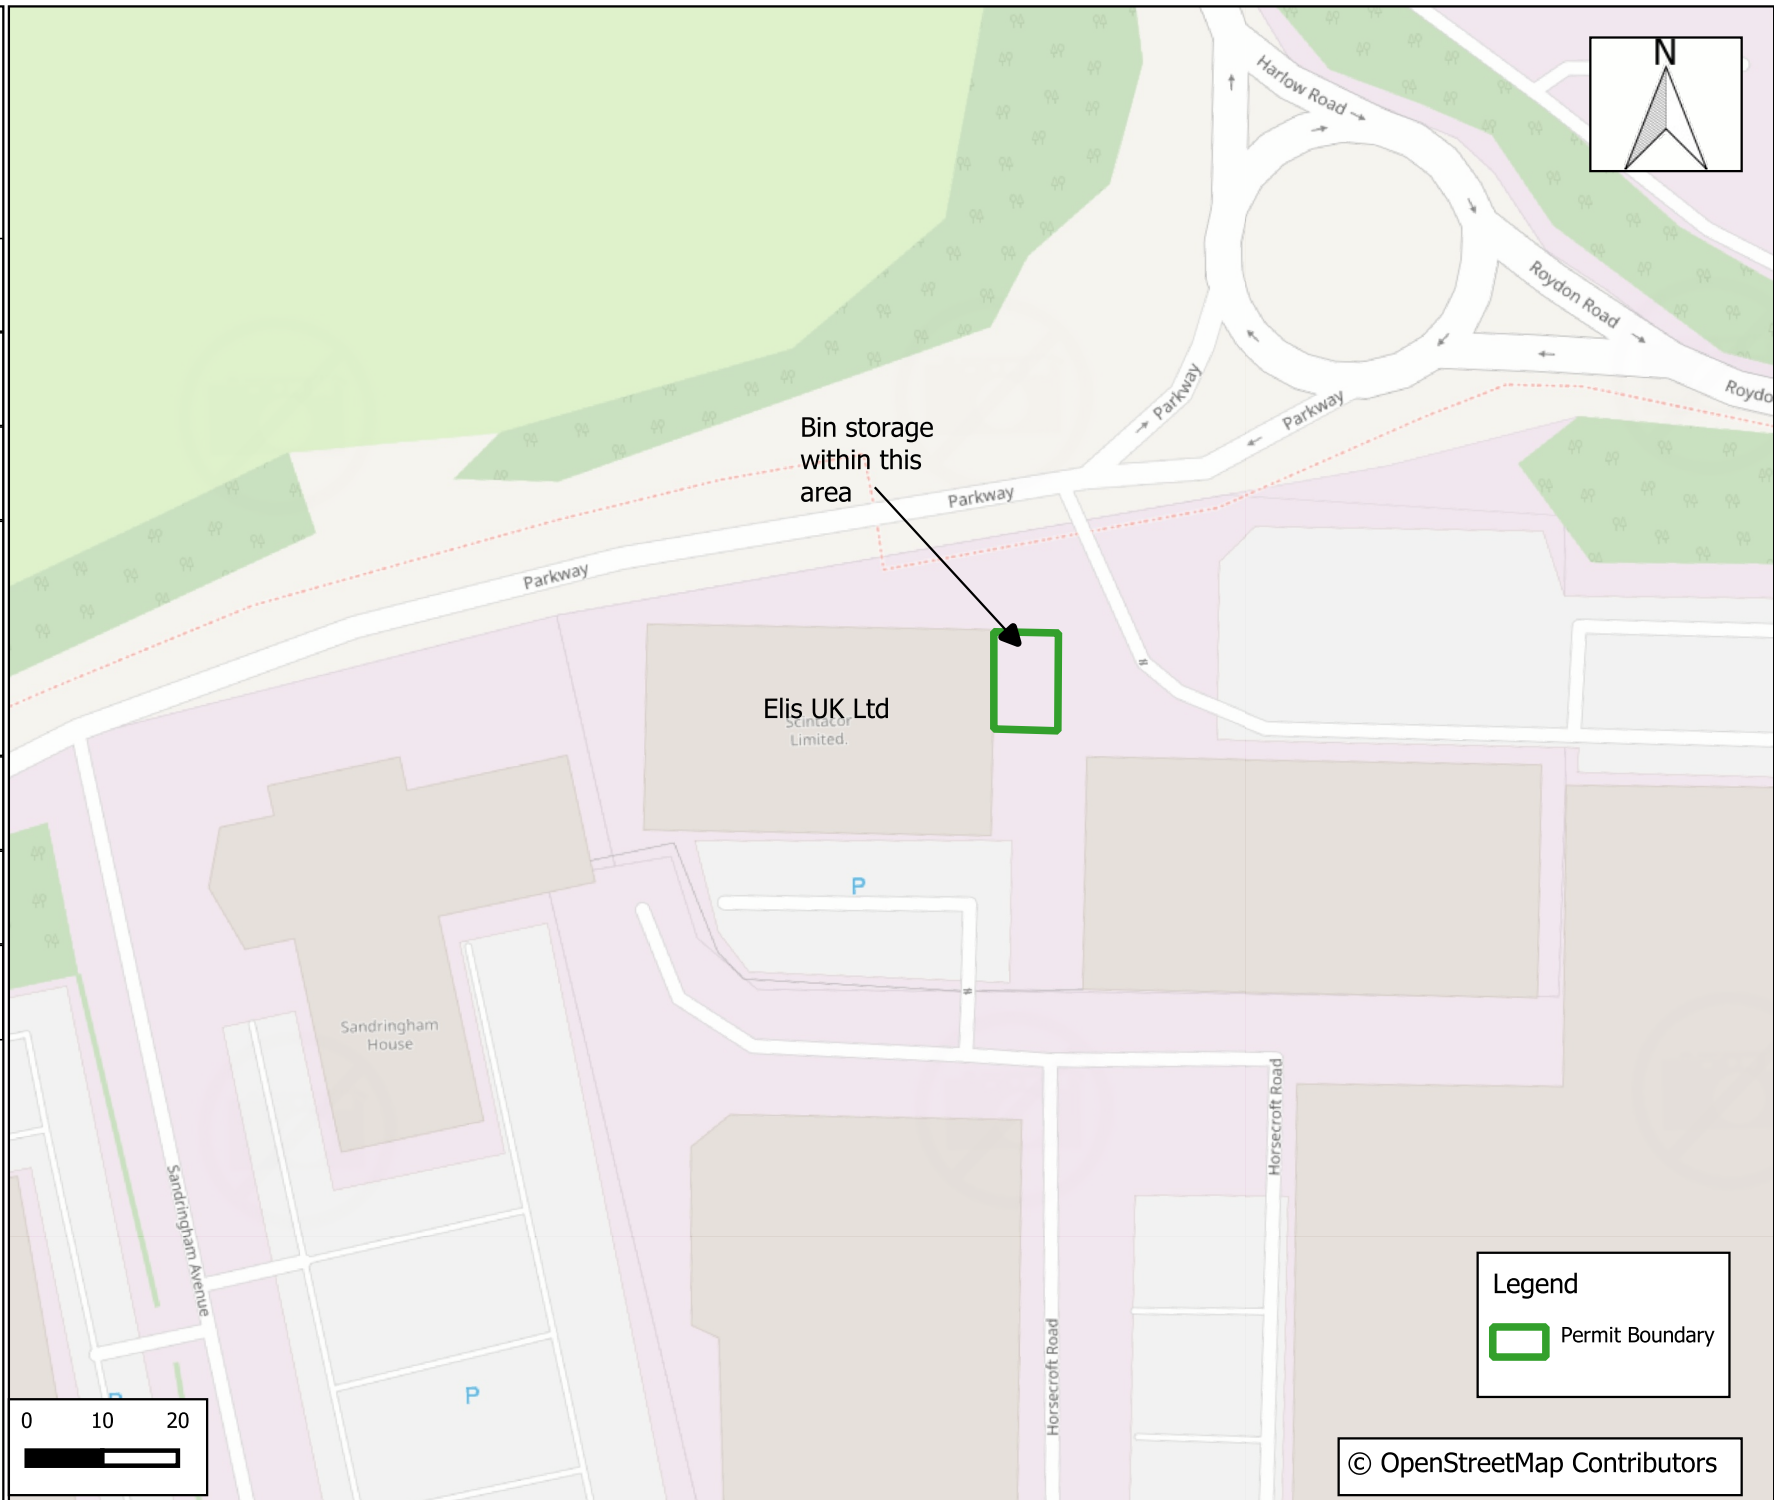 N
Harlow Road
Roydon Road
Roydo
Parkway
Parkway
Bin storage
within this
area
Parkway
Parkway
Elis UK Ltd
Scintacor
Limited.
P
Sandringham
House
Horsecroft Road
Sandringham Avenue
Horsecroft Road
P
P
Legend
Permit Boundary
0 10 20
© OpenStreetMap Contributors